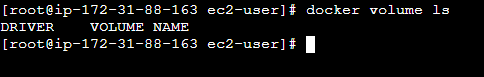 [root@ip-172-31-88-163 ec2-user]# docker volume ls
DRIVER    VOLUME NAME
[root@ip-172-31-88-163 ec2-user]#